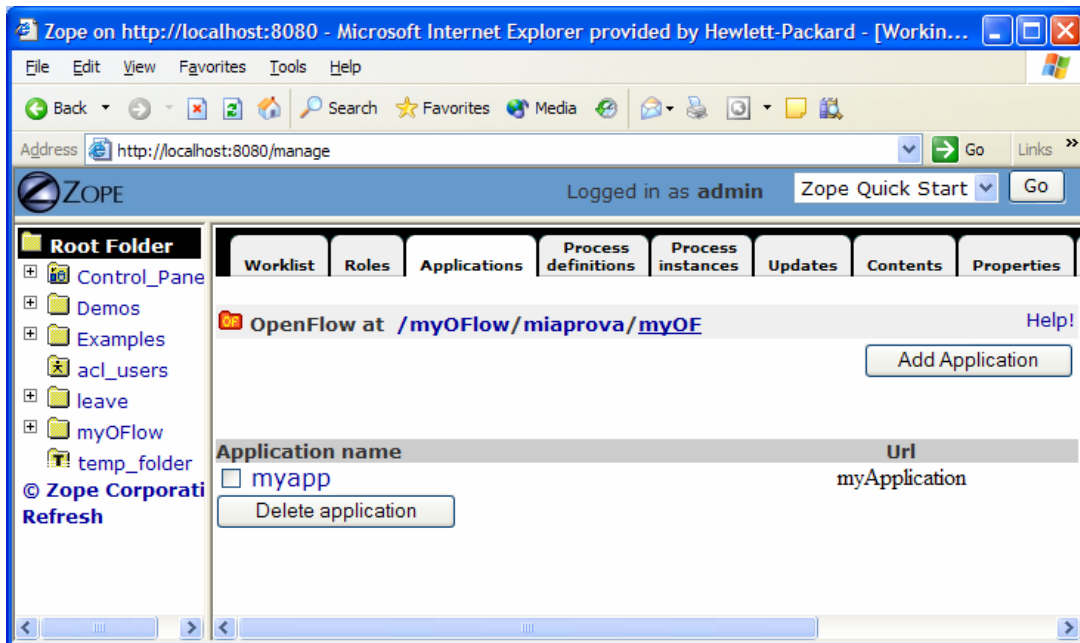 Zope on http://localhost:8080 - Microsoft Internet Explorer provided by Hewlett-Packard - [Workin...
File Edit View Favorites Tools Help
Back Search Favorites Media
Address http://localhost:8080/manage Go Links »
ZOPE Logged in as admin Zope Quick Start Go
Root Folder
Control_Pane
Demos
Examples
acl_users
leave
myOFlow
temp_folder
© Zope Corporati
Refresh
Worklist Roles Applications Process definitions Process instances Updates Contents Properties
OF OpenFlow at /myOFlow/miaprova/myOF Help!
Add Application
Application name Url
myapp myApplication
Delete application